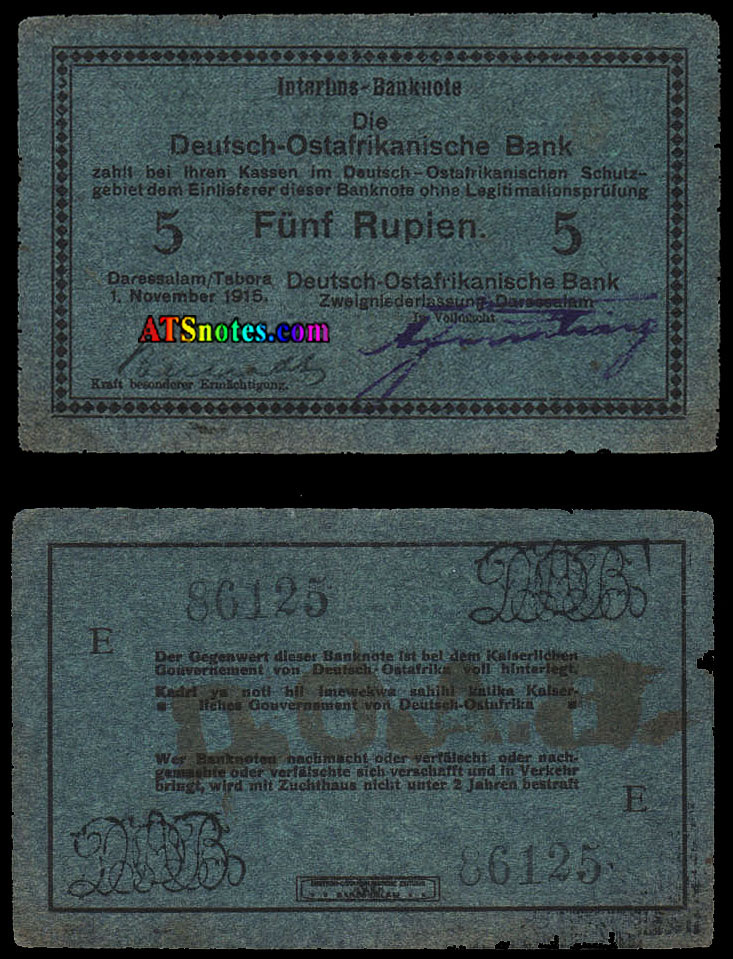 Interims-Banknote
Die
Deutsch-Ostafrikanische Bank
zahlt bei ihren Kassen im Deutsch-Ostafrikanischen Schutz-
gebiet dem Einlieferer dieser Banknote ohne Legitimationsprüfung
5 Fünf Rupien. 5
Daressalam/Tabora
1. November 1915.
Deutsch-Ostafrikanische Bank
Zweigniederlassung Daressalam
In Vollmacht
ATSnotes.com
Kraft besonderer Ermächtigung.
86125
DOAB
E
Der Gegenwert dieser Banknote ist bei dem Kaiserlichen
Gouvernement von Deutsch-Ostafrika voll hinterlegt.
Kadri ya noti hii imewekwa sahihi katika Kaiser-
liches Gouvernement von Deutsch-Ostafrika
Wer Banknoten nachmacht oder verfälscht oder nach-
gemachte oder verfälschte sich verschafft und in Verkehr
bringt, wird mit Zuchthaus nicht unter 2 Jahren bestraft
E
DOAB
86125